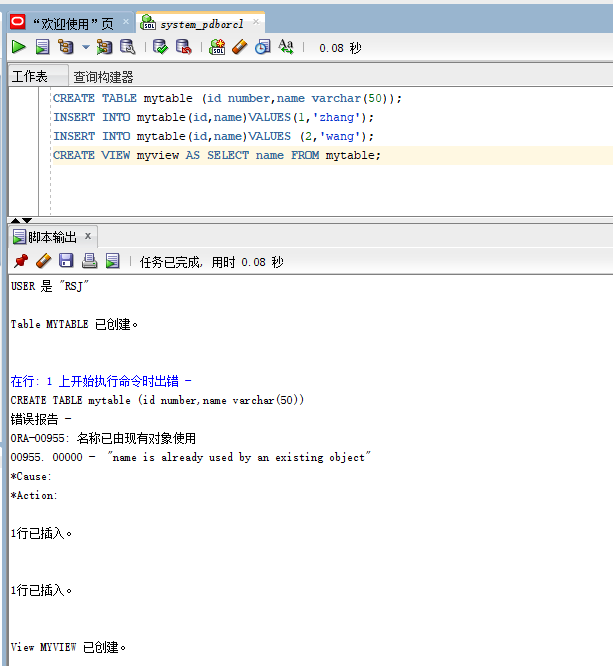 “欢迎使用”页
system_pdborcl
0.08 秒
工作表 查询构建器
CREATE TABLE mytable (id number,name varchar(50));
INSERT INTO mytable(id,name)VALUES(1,'zhang');
INSERT INTO mytable(id,name)VALUES (2,'wang');
CREATE VIEW myview AS SELECT name FROM mytable;
脚本输出 x
任务已完成, 用时 0.08 秒
USER 是 "RSJ"
Table MYTABLE 已创建。
在行: 1 上开始执行命令时出错 -
CREATE TABLE mytable (id number,name varchar(50))
错误报告 -
ORA-00955: 名称已由现有对象使用
00955. 00000 - "name is already used by an existing object"
*Cause:
*Action:
1行已插入。
1行已插入。
View MYVIEW 已创建。